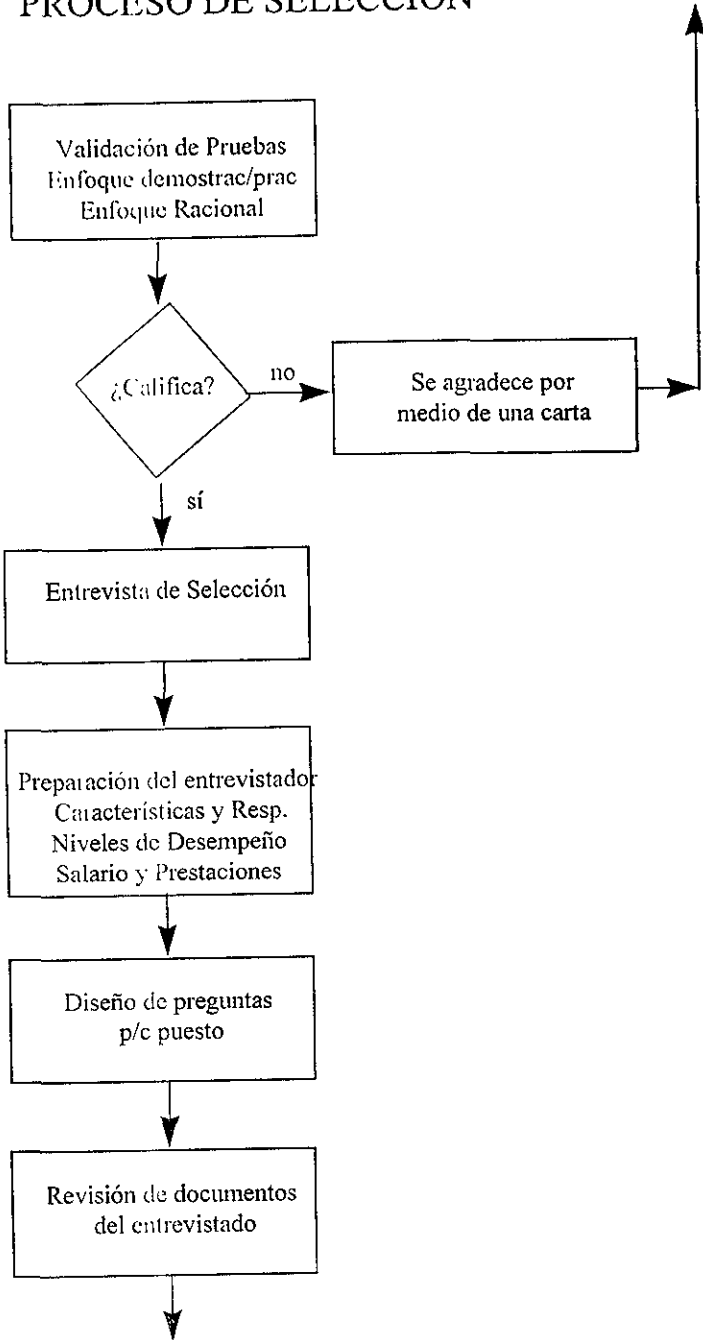 PROCESO DE SELECCIÓN
Validación de Pruebas
Enfoque demostrac/prac
Enfoque Racional
¿Califica?
no
Se agradece por
medio de una carta
sí
Entrevista de Selección
Preparación del entrevistador
Características y Resp.
Niveles de Desempeño
Salario y Prestaciones
Diseño de preguntas
p/c puesto
Revisión de documentos
del entrevistado